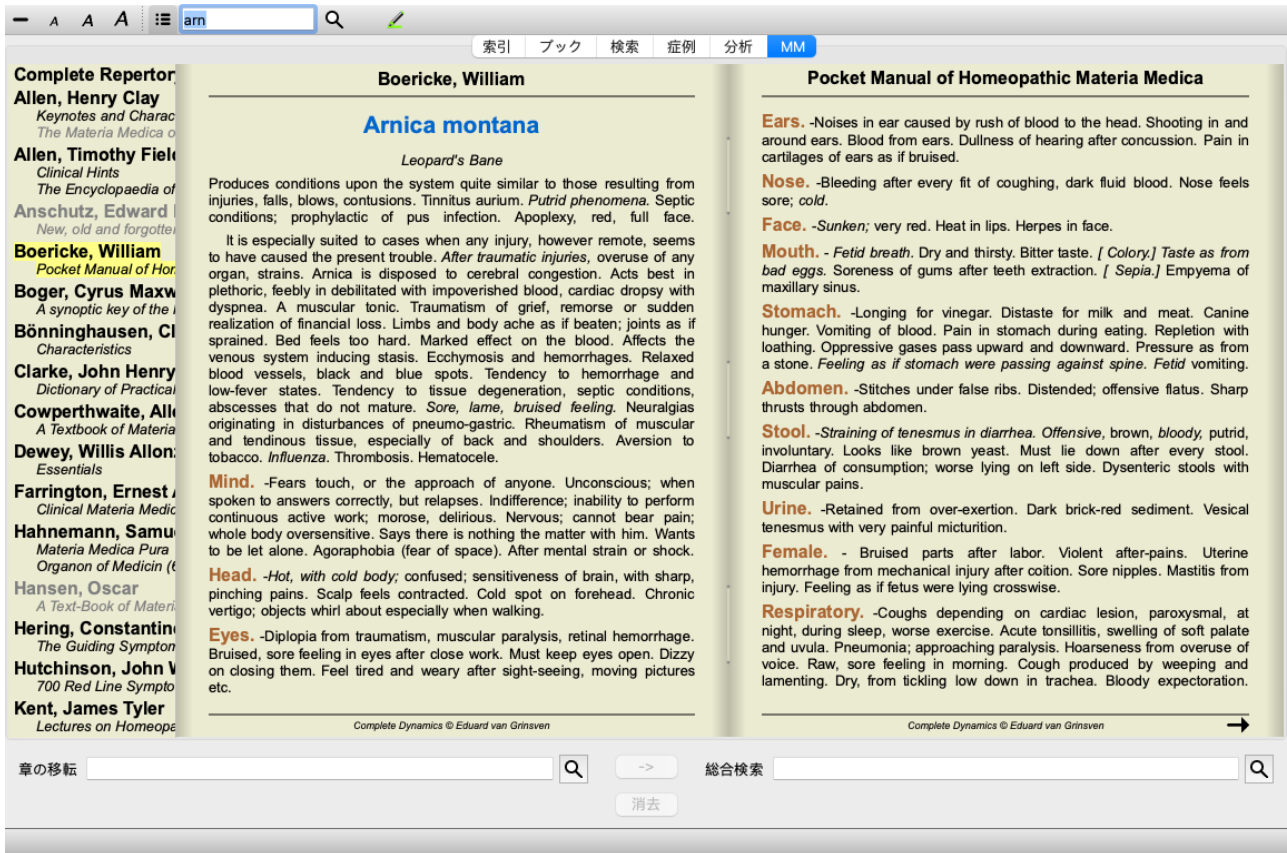 A A A arn
索引 ブック 検索 症例 分析 MM
Complete Repertor
Allen, Henry Clay
Keynotes and Charac
The Materia Medica o
Allen, Timothy Field
Clinical Hints
The Encyclopaedia of
Anschutz, Edward
New, old and forgotten
Boericke, William
Pocket Manual of Hom
Boger, Cyrus Maxw
A synoptic key of the
Bönninghausen, Cl
Characteristics
Clarke, John Henry
Dictionary of Practical
Cowperthwaite, Alle
A Textbook of Materia
Dewey, Willis Allon
Essentials
Farrington, Ernest
Clinical Materia Medic
Hahnemann, Samu
Materia Medica Pura
Organon of Medicin (6
Hansen, Oscar
A Text-Book of Materi
Hering, Constantin
The Guiding Symptom
Hutchinson, John W
700 Red Line Sympto
Kent, James Tyler
Lectures on Homeopa
Boericke, William
Arnica montana
Leopard's Bane
Produces conditions upon the system quite similar to those resulting from
injuries, falls, blows, contusions. Tinnitus aurium. Putrid phenomena. Septic
conditions; prophylactic of pus infection. Apoplexy, red, full face.
It is especially suited to cases when any injury, however remote, seems
to have caused the present trouble. After traumatic injuries, overuse of any
organ, strains. Arnica is disposed to cerebral congestion. Acts best in
plethoric, feebly in debilitated with impoverished blood, cardiac dropsy with
dyspnea. A muscular tonic. Traumatism of grief, remorse or sudden
realization of financial loss. Limbs and body ache as if beaten; joints as if
sprained. Bed feels too hard. Marked effect on the blood. Affects the
venous system inducing stasis. Ecchymosis and hemorrhages. Relaxed
blood vessels, black and blue spots. Tendency to hemorrhage and
low-fever states. Tendency to tissue degeneration, septic conditions,
abscesses that do not mature. Sore, lame, bruised feeling. Neuralgias
originating in disturbances of pneumo-gastric. Rheumatism of muscular
and tendinous tissue, especially of back and shoulders. Aversion to
tobacco. Influenza. Thrombosis. Hematocele.
Mind. -Fears touch, or the approach of anyone. Unconscious; when
spoken to answers correctly, but relapses. Indifference; inability to perform
continuous active work; morose, delirious. Nervous; cannot bear pain;
whole body oversensitive. Says there is nothing the matter with him. Wants
to be let alone. Agoraphobia (fear of space). After mental strain or shock.
Head. -Hot, with cold body; confused; sensitiveness of brain, with sharp,
pinching pains. Scalp feels contracted. Cold spot on forehead. Chronic
vertigo; objects whirl about especially when walking.
Eyes. -Diplopia from traumatism, muscular paralysis, retinal hemorrhage.
Bruised, sore feeling in eyes after close work. Must keep eyes open. Dizzy
on closing them. Feel tired and weary after sight-seeing, moving pictures
etc.
Complete Dynamics © Eduard van Grinsven
Pocket Manual of Homeopathic Materia Medica
Ears. -Noises in ear caused by rush of blood to the head. Shooting in and
around ears. Blood from ears. Dullness of hearing after concussion. Pain in
cartilages of ears as if bruised.
Nose. -Bleeding after every fit of coughing, dark fluid blood. Nose feels
sore; cold.
Face. -Sunken; very red. Heat in lips. Herpes in face.
Mouth. - Fetid breath. Dry and thirsty. Bitter taste. [ Colory.] Taste as from
bad eggs. Soreness of gums after teeth extraction. [ Sepia.] Empyema of
maxillary sinus.
Stomach. -Longing for vinegar. Distaste for milk and meat. Canine
hunger. Vomiting of blood. Pain in stomach during eating. Repletion with
loathing. Oppressive gases pass upward and downward. Pressure as from
a stone. Feeling as if stomach were passing against spine. Fetid vomiting.
Abdomen. -Stitches under false ribs. Distended; offensive flatus. Sharp
thrusts through abdomen.
Stool. -Straining of tenesmus in diarrhea. Offensive, brown, bloody, putrid,
involuntary. Looks like brown yeast. Must lie down after every stool.
Diarrhea of consumption; worse lying on left side. Dysenteric stools with
muscular pains.
Urine. -Retained from over-exertion. Dark brick-red sediment. Vesical
tenesmus with very painful micturition.
Female. - Bruised parts after labor. Violent after-pains. Uterine
hemorrhage from mechanical injury after coition. Sore nipples. Mastitis from
injury. Feeling as if fetus were lying crosswise.
Respiratory. -Coughs depending on cardiac lesion, paroxysmal, at
night, during sleep, worse exercise. Acute tonsillitis, swelling of soft palate
and uvula. Pneumonia; approaching paralysis. Hoarseness from overuse of
voice. Raw, sore feeling in morning. Cough produced by weeping and
lamenting. Dry, from tickling low down in trachea. Bloody expectoration.
Complete Dynamics © Eduard van Grinsven
章の移転 -> 総合検索
消去